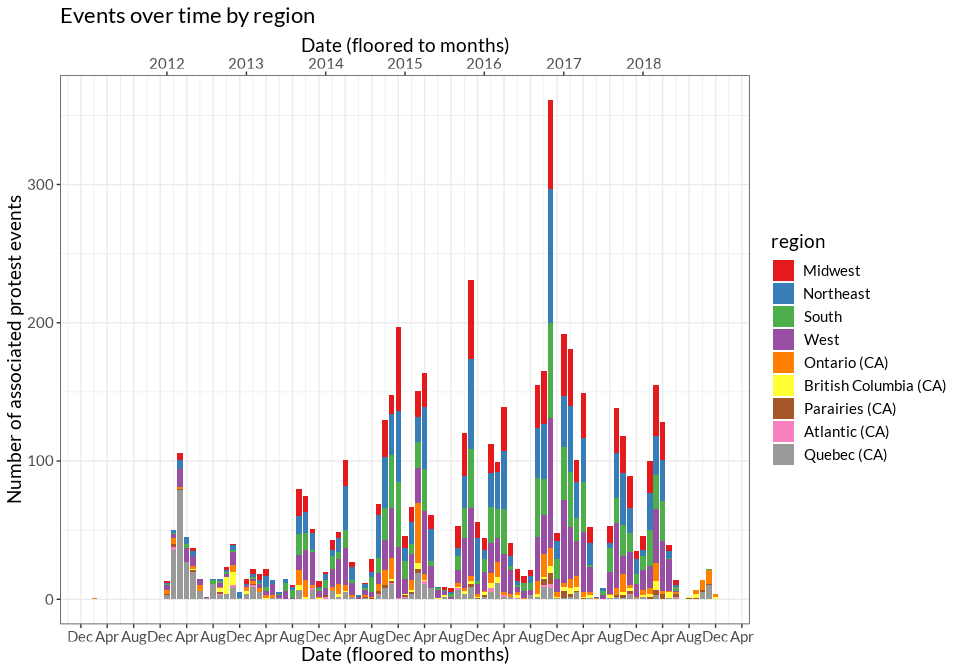 Events over time by region
Date (floored to months)
2012 2013 2014 2015 2016 2017 2018
Number of associated protest events
300
200
100
0
Dec Apr Aug Dec Apr Aug Dec Apr Aug Dec Apr Aug Dec Apr Aug Dec Apr Aug Dec Apr Aug Dec Apr Aug Dec Apr
Date (floored to months)
region
Midwest
Northeast
South
West
Ontario (CA)
British Columbia (CA)
Parairies (CA)
Atlantic (CA)
Quebec (CA)